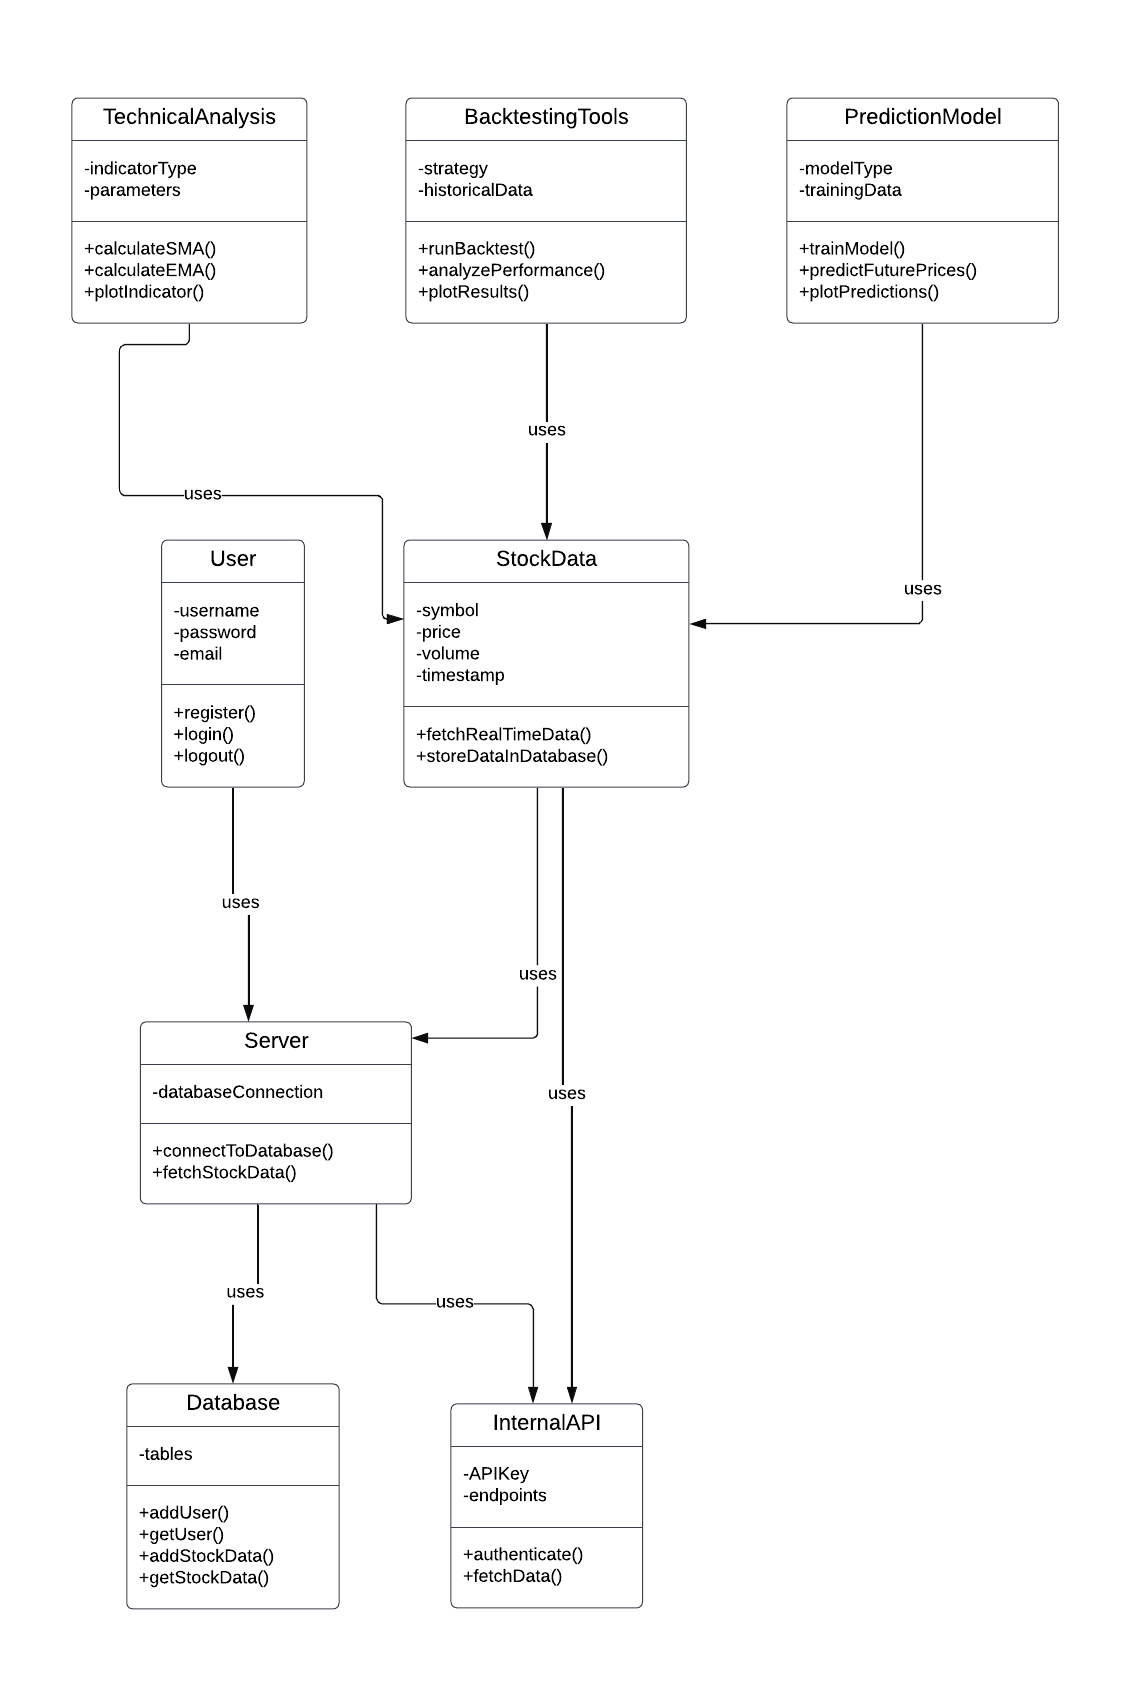 TechnicalAnalysis
-indicatorType
-parameters
+calculateSMA()
+calculateEMA()
+plotIndicator()
BacktestingTools
-strategy
-historicalData
+runBacktest()
+analyzePerformance()
+plotResults()
PredictionModel
-modelType
-trainingData
+trainModel()
+predictFuturePrices()
+plotPredictions()
uses
uses
uses
User
-username
-password
-email
+register()
+login()
+logout()
StockData
-symbol
-price
-volume
-timestamp
+fetchRealTimeData()
+storeDataInDatabase()
uses
uses
uses
Server
-databaseConnection
+connectToDatabase()
+fetchStockData()
uses
uses
Database
-tables
+addUser()
+getUser()
+addStockData()
+getStockData()
InternalAPI
-APIKey
-endpoints
+authenticate()
+fetchData()